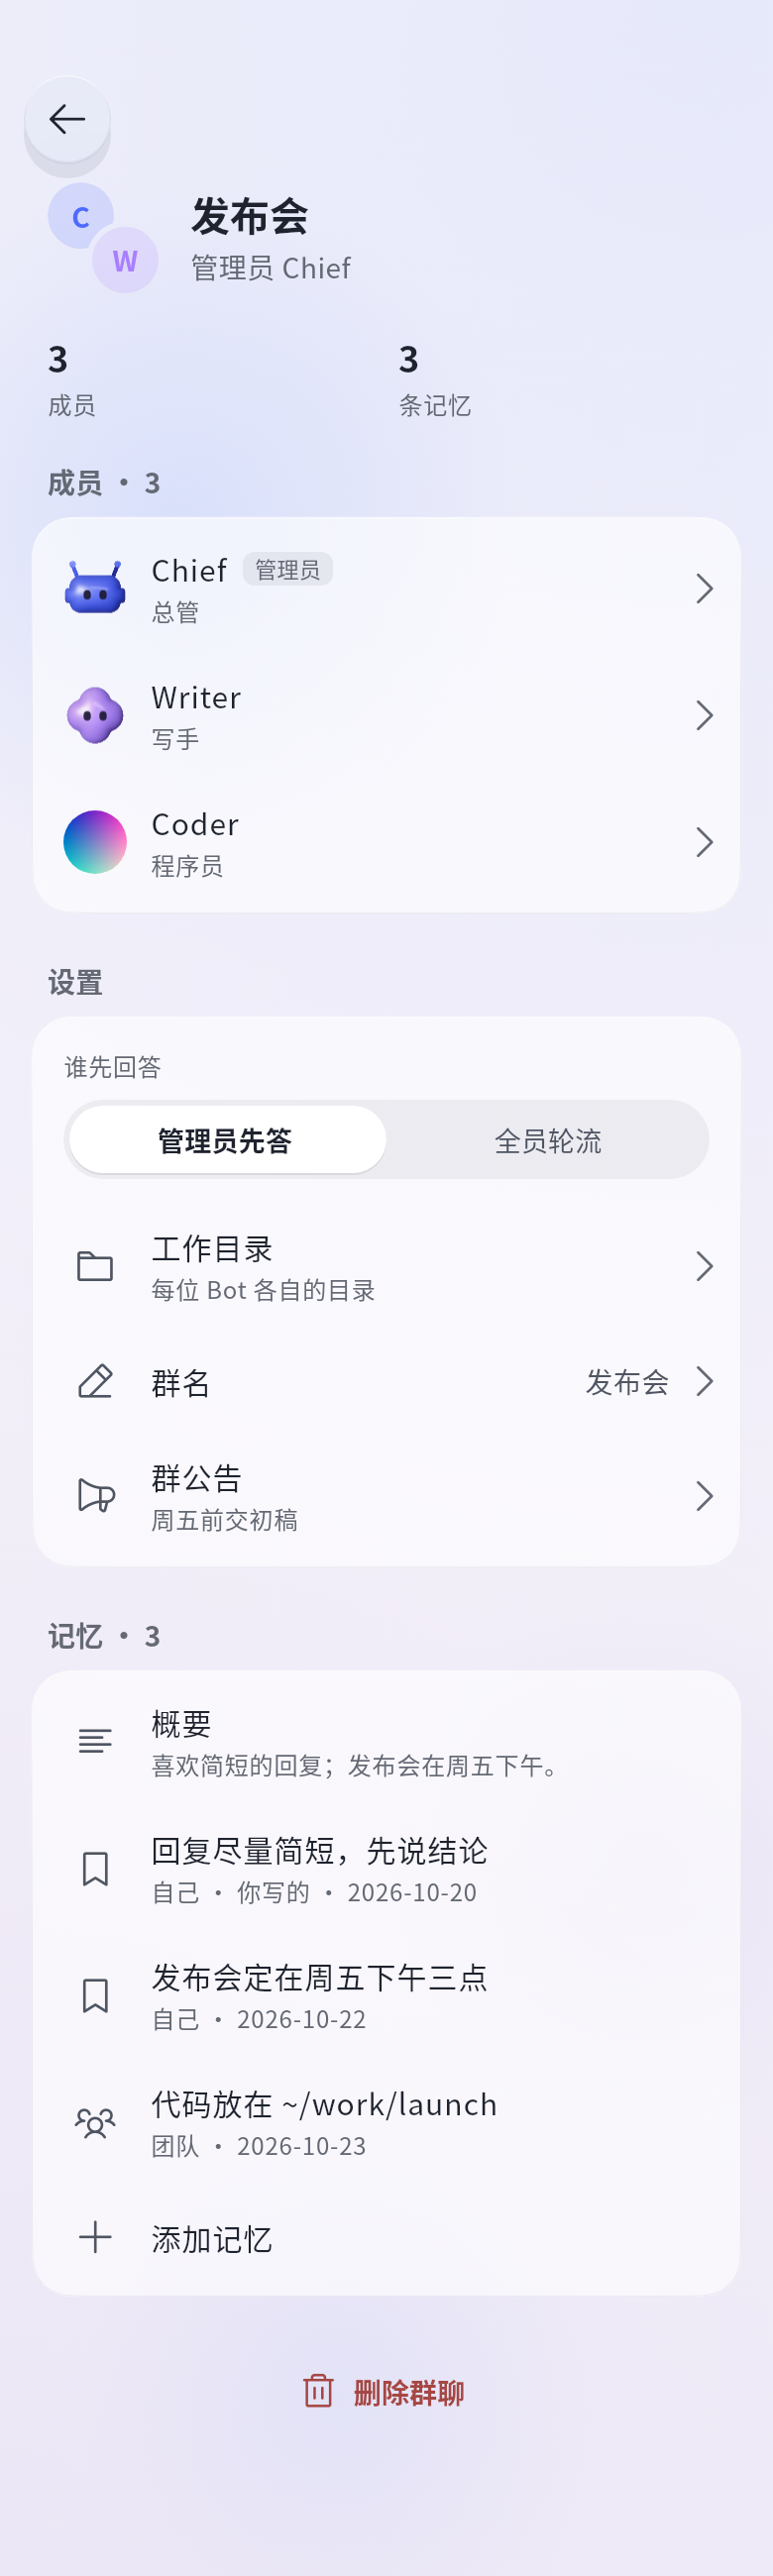 C
W
发布会
管理员 Chief
3
成员
3
条记忆
成员 · 3
Chief 管理员
总管
Writer
写手
Coder
程序员
设置
谁先回答
管理员先答
全员轮流
工作目录
每位 Bot 各自的目录
群名 发布会
群公告
周五前交初稿
记忆 · 3
概要
喜欢简短的回复；发布会在周五下午。
回复尽量简短，先说结论
自己 · 你写的 · 2026-10-20
发布会定在周五下午三点
自己 · 2026-10-22
代码放在 ~/work/launch
团队 · 2026-10-23
添加记忆
删除群聊